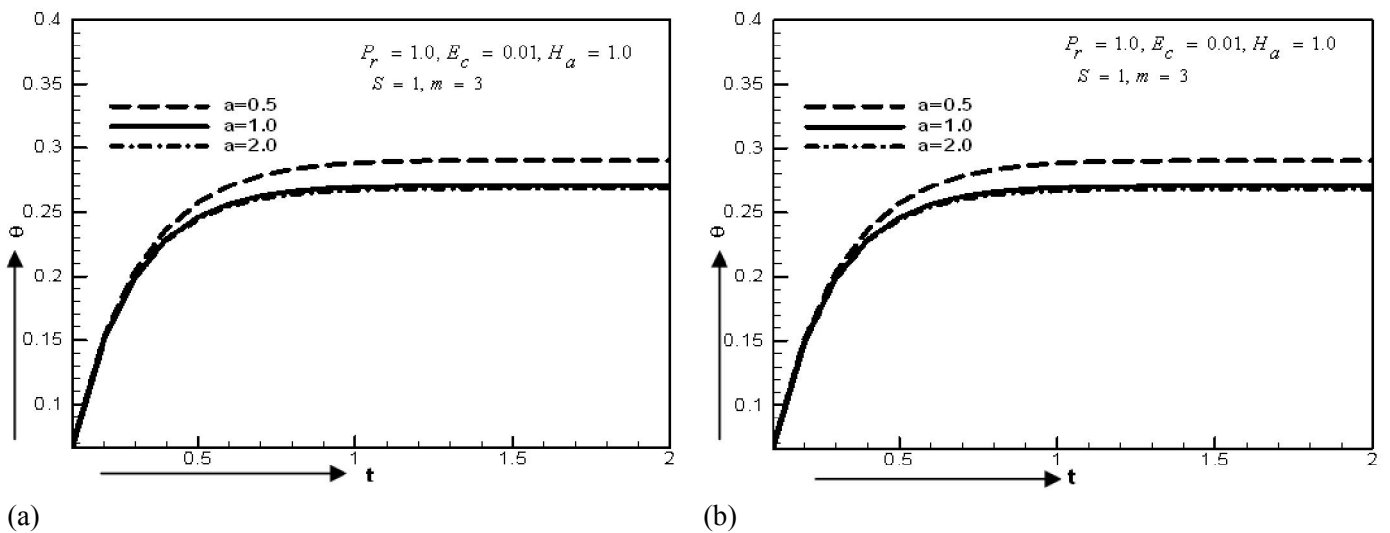 0.4
P_r = 1.0, E_c = 0.01, H_a = 1.0
S = 1, m = 3
0.35
a=0.5
a=1.0
a=2.0
0.3
0.25
θ
0.2
0.15
0.1
0.5
1
1.5
2
t
(a)
0.4
P_r = 1.0, E_c = 0.01, H_a = 1.0
S = 1, m = 3
0.35
a=0.5
a=1.0
a=2.0
0.3
0.25
θ
0.2
0.15
0.1
0.5
1
1.5
2
t
(b)